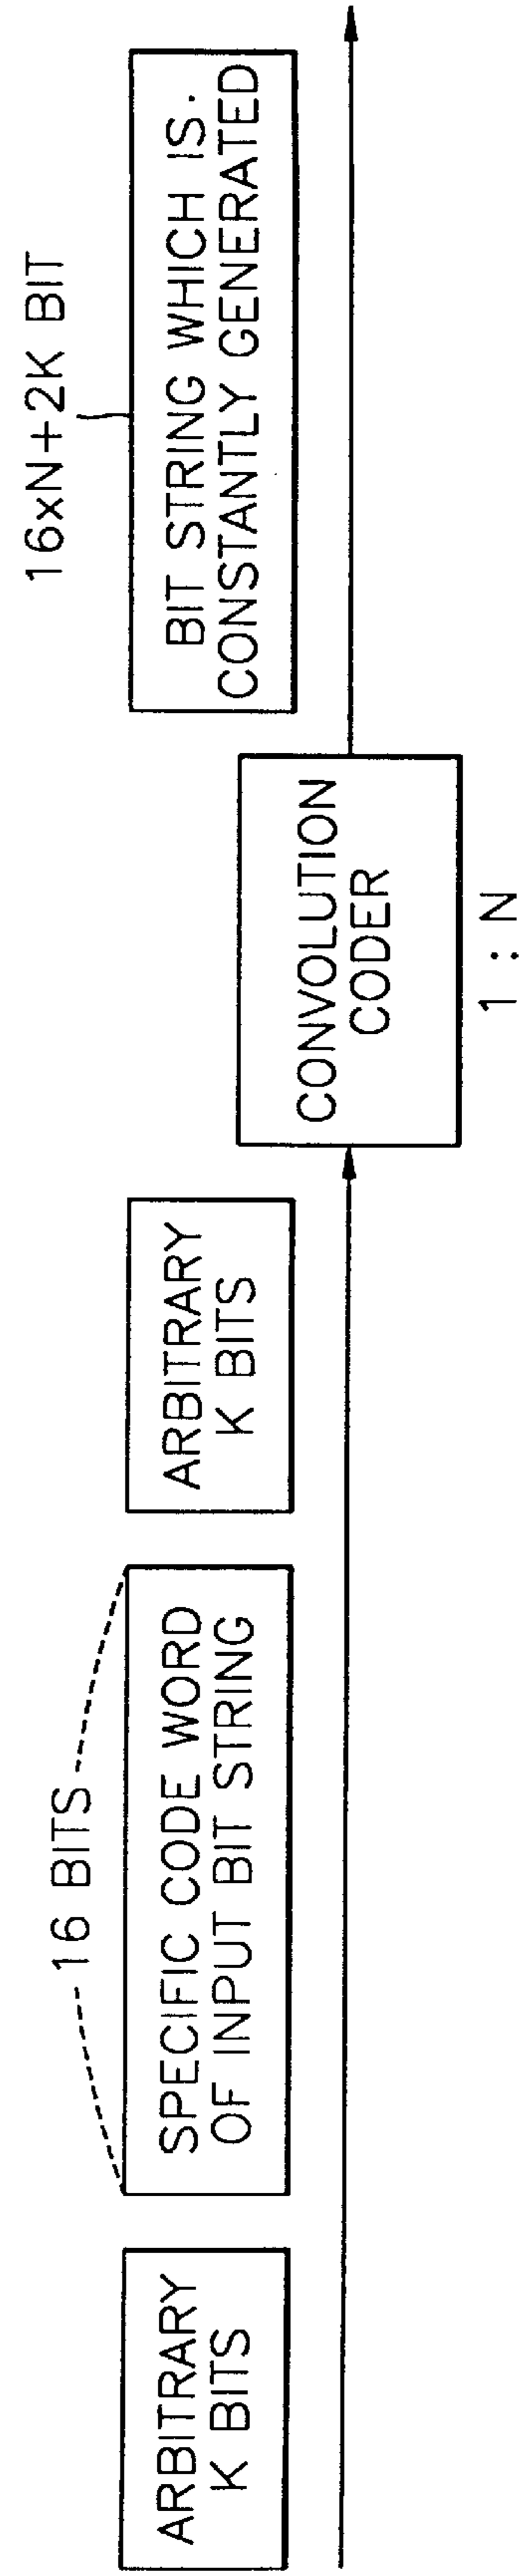 ARBITRARY
K BITS
16 BITS
SPECIFIC CODE WORD
OF INPUT BIT STRING
ARBITRARY
K BITS
CONVOLUTION
CODER
1 : N
16xN+2K BIT
BIT STRING WHICH IS.
CONSTANTLY GENERATED